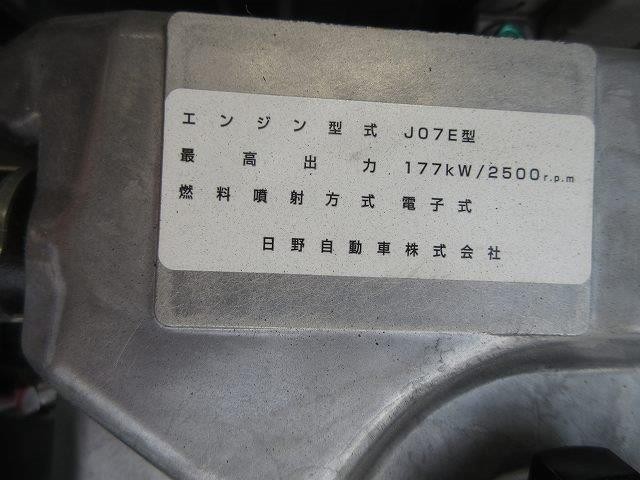 エンジン型式 J07E型
最高出力 177kW/2500r.p.m
燃料噴射方式 電子式
日野自動車株式会社